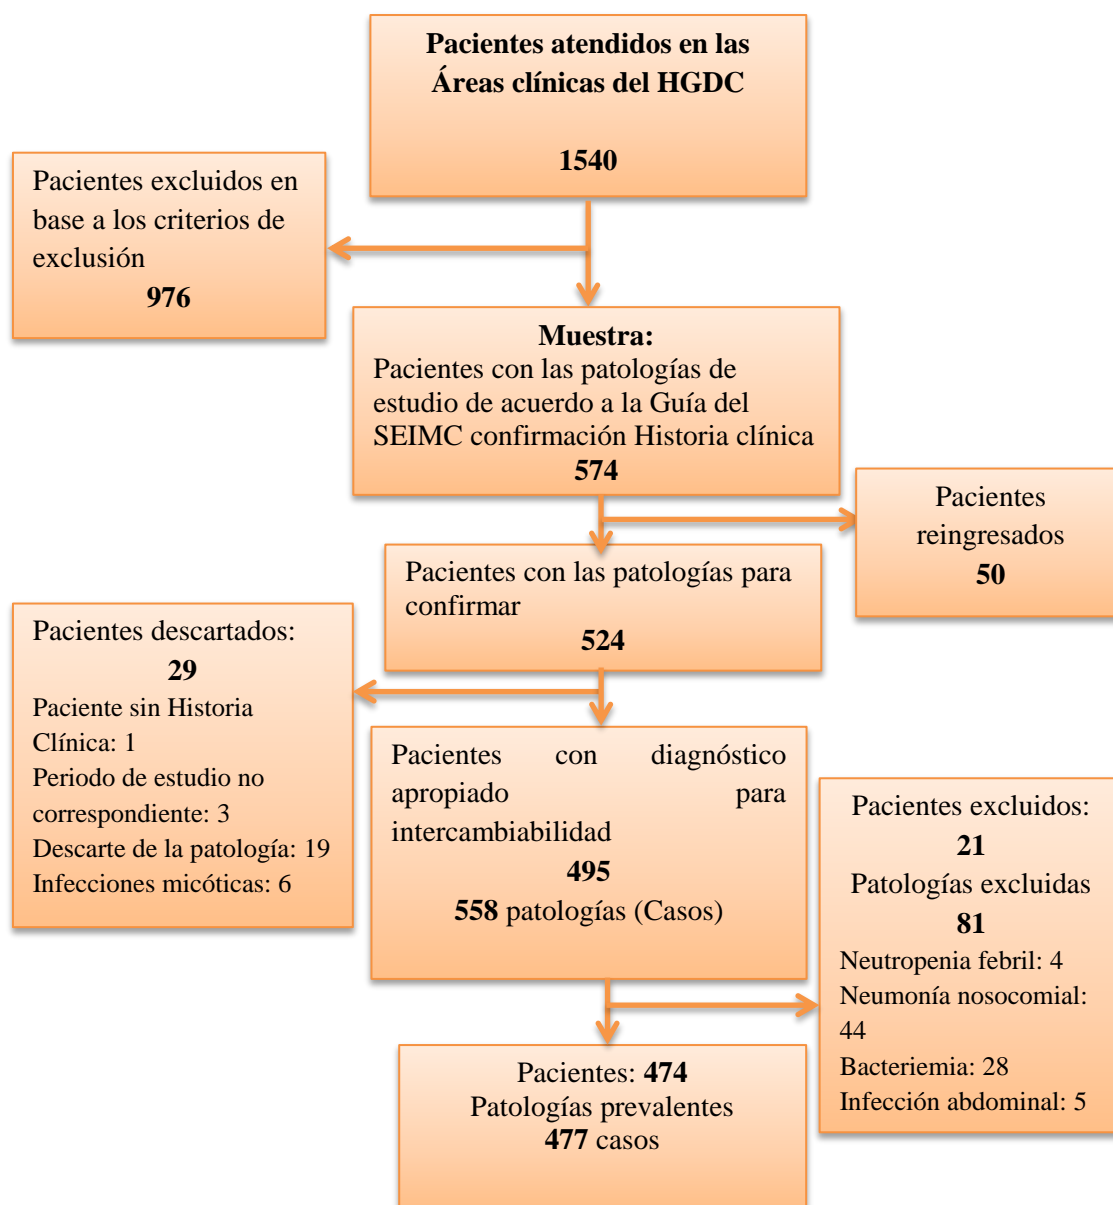 Pacientes atendidos en las
Áreas clínicas del HGDC
1540
Pacientes excluidos en
base a los criterios de
exclusión
976
Muestra:
Pacientes con las patologías de
estudio de acuerdo a la Guía del
SEIMC confirmación Historia clínica
574
Pacientes
reingresados
50
Pacientes con las patologías para
confirmar
524
Pacientes descartados:
29
Paciente sin Historia
Clínica: 1
Periodo de estudio no
correspondiente: 3
Descarte de la patología: 19
Infecciones micóticas: 6
Pacientes con diagnóstico
apropiado para
intercambiabilidad
495
558 patologías (Casos)
Pacientes excluidos:
21
Patologías excluidas
81
Neutropenia febril: 4
Neumonía nosocomial:
44
Bacteriemia: 28
Infección abdominal: 5
Pacientes: 474
Patologías prevalentes
477 casos